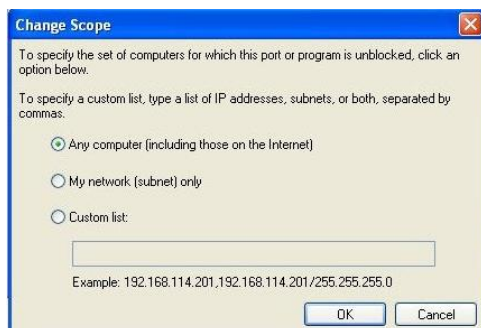 Change Scope
To specify the set of computers for which this port or program is unblocked, click an
option below.
To specify a custom list, type a list of IP addresses, subnets, or both, separated by
commas.
Any computer (including those on the Internet)
My network (subnet) only
Custom list:
Example: 192.168.114.201,192.168.114.201/255.255.255.0
OK Cancel